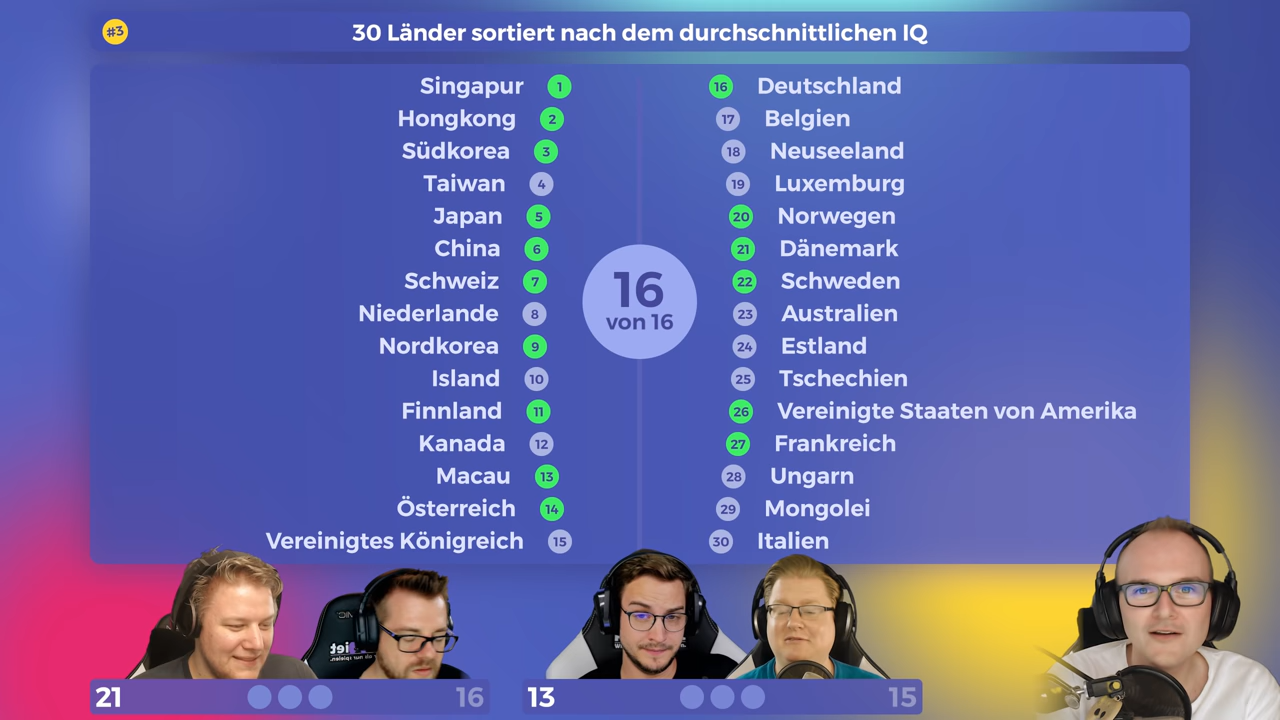 #3
30 Länder sortiert nach dem durchschnittlichen IQ
Singapur 1
Hongkong 2
Südkorea 3
Taiwan 4
Japan 5
China 6
Schweiz 7
Niederlande 8
Nordkorea 9
Island 10
Finnland 11
Kanada 12
Macau 13
Österreich 14
Vereinigtes Königreich 15
16
von 16
16 Deutschland
17 Belgien
18 Neuseeland
19 Luxemburg
20 Norwegen
21 Dänemark
22 Schweden
23 Australien
24 Estland
25 Tschechien
26 Vereinigte Staaten von Amerika
27 Frankreich
28 Ungarn
29 Mongolei
30 Italien
21 16
13 15